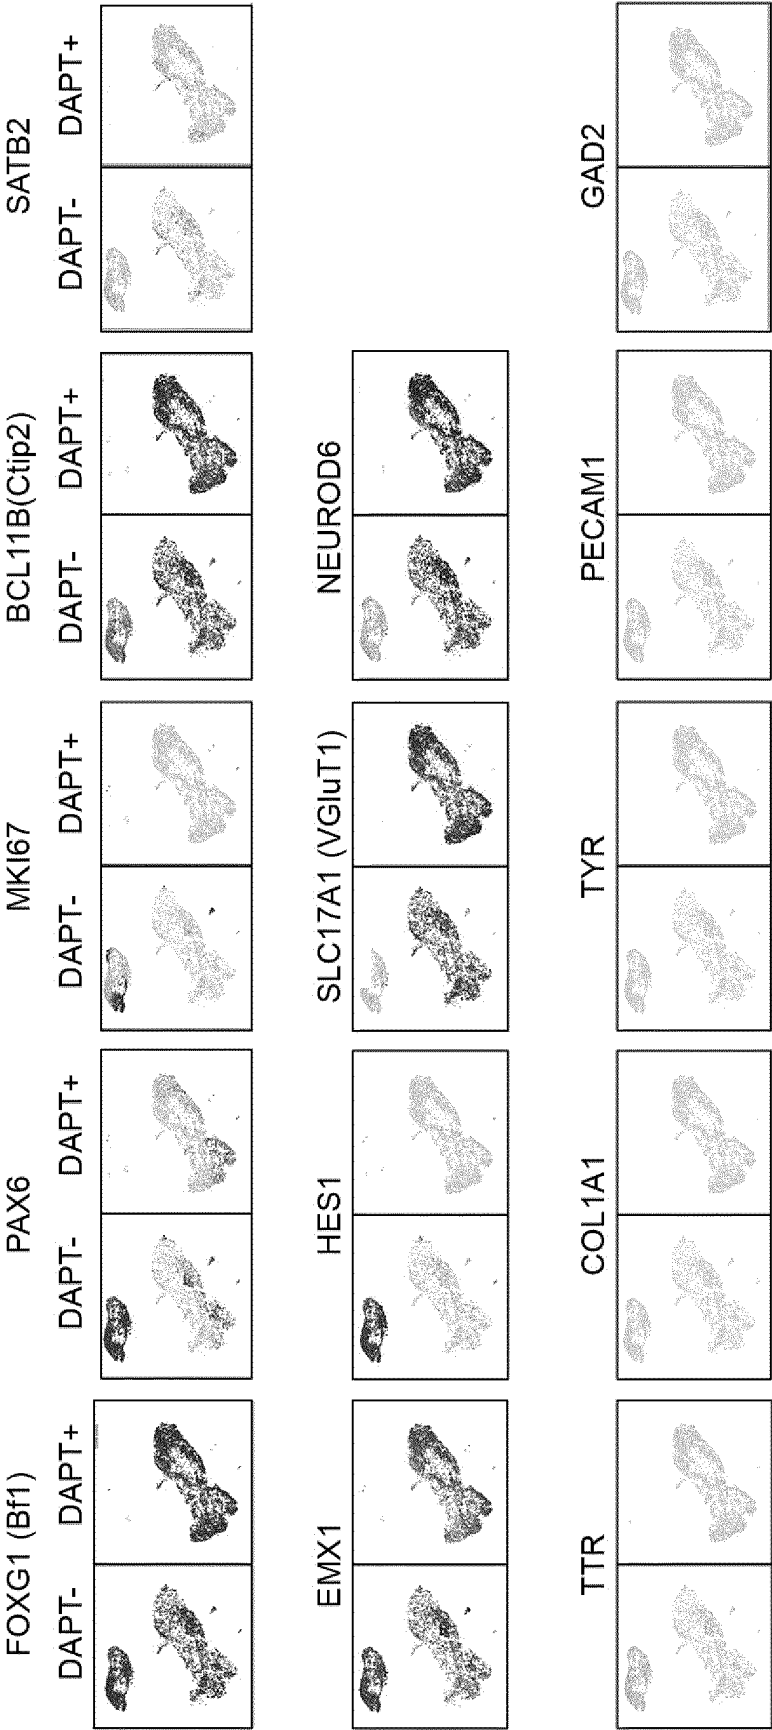 FOXG1 (Bf1)
DAPT- DAPT+
PAX6
DAPT- DAPT+
MKI67
DAPT- DAPT+
BCL11B(Ctip2)
DAPT- DAPT+
SATB2
DAPT- DAPT+
EMX1
HES1
SLC17A1 (VGluT1)
NEUROD6
TTR
COL1A1
TYR
PECAM1
GAD2